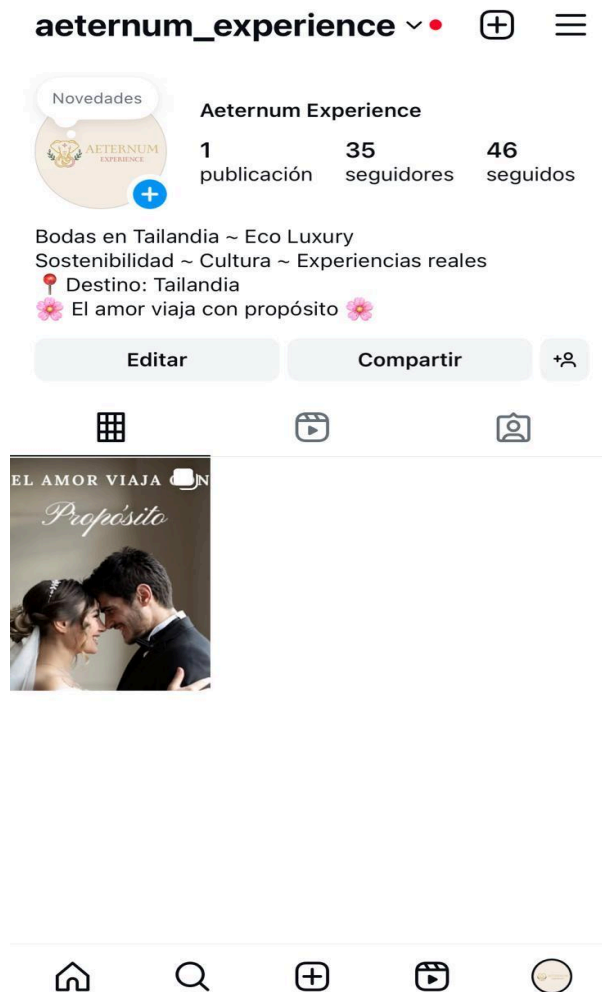 aeternum_experience
Novedades
AETERNUM
EXPERIENCE
Aeternum Experience
1 35 46
publicación seguidores seguidos
Bodas en Tailandia ~ Eco Luxury
Sostenibilidad ~ Cultura ~ Experiencias reales
📍 Destino: Tailandia
🌸 El amor viaja con propósito 🌸
Editar Compartir
EL AMOR VIAJA CON
Propósito